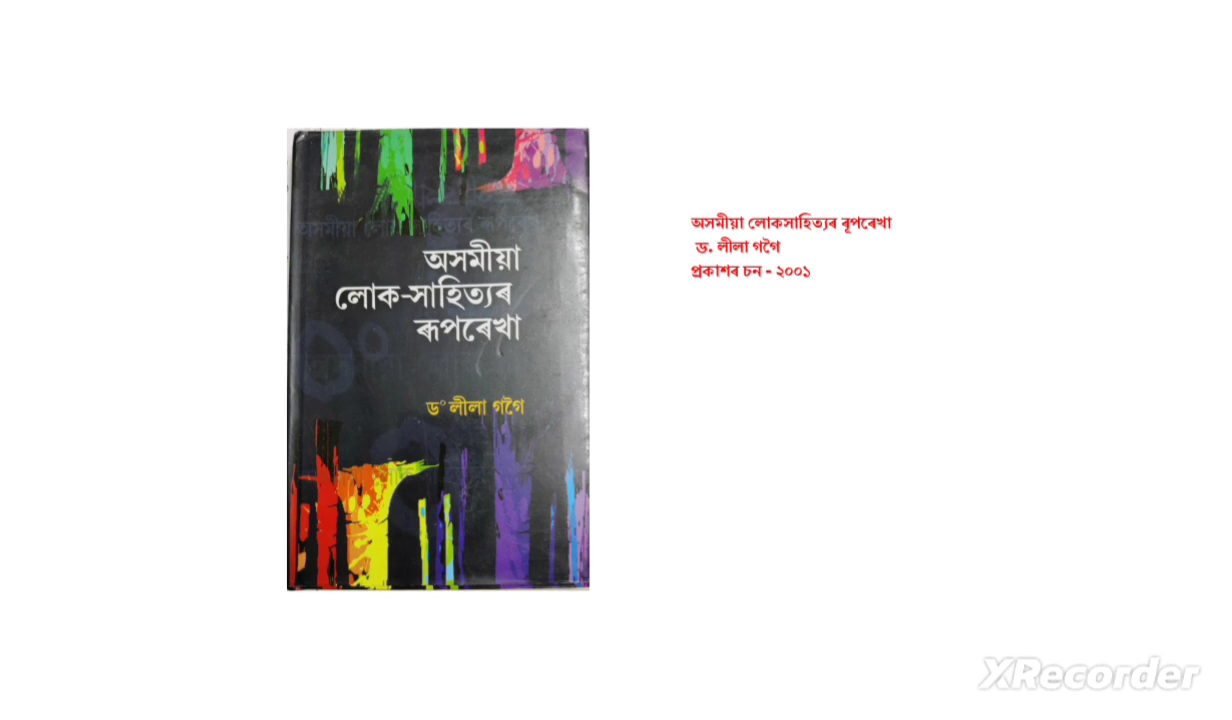 অসমীয়া
লোক-সাহিত্যৰ
ৰূপৰেখা
ড° লীলা গগৈ
অসমীয়া লোকসাহিত্যৰ ৰূপৰেখা
ড. লীলা গগৈ
প্ৰকাশৰ চন - ২০০১
XRecorder